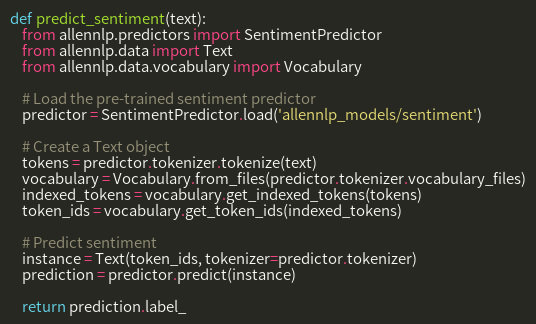 def predict_sentiment(text):
from allennlp.predictors import SentimentPredictor
from allennlp.data import Text
from allennlp.data.vocabulary import Vocabulary
# Load the pre-trained sentiment predictor
predictor = SentimentPredictor.load('allennlp_models/sentiment')
# Create a Text object
tokens = predictor.tokenizer.tokenize(text)
vocabulary = Vocabulary.from_files(predictor.tokenizer.vocabulary_files)
indexed_tokens = vocabulary.get_indexed_tokens(tokens)
token_ids = vocabulary.get_token_ids(indexed_tokens)
# Predict sentiment
instance = Text(token_ids, tokenizer=predictor.tokenizer)
prediction = predictor.predict(instance)
return prediction.label_